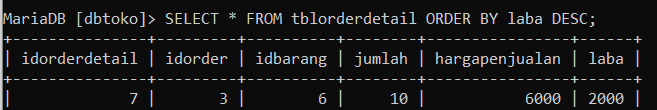 MariaDB [dbtoko]> SELECT * FROM tblorderdetail ORDER BY laba DESC;
+---------------+---------+----------+--------+----------------+------+
| idorderdetail | idorder | idbarang | jumlah | hargapenjualan | laba |
+---------------+---------+----------+--------+----------------+------+
|             7 |       3 |        6 |     10 |           6000 | 2000 |